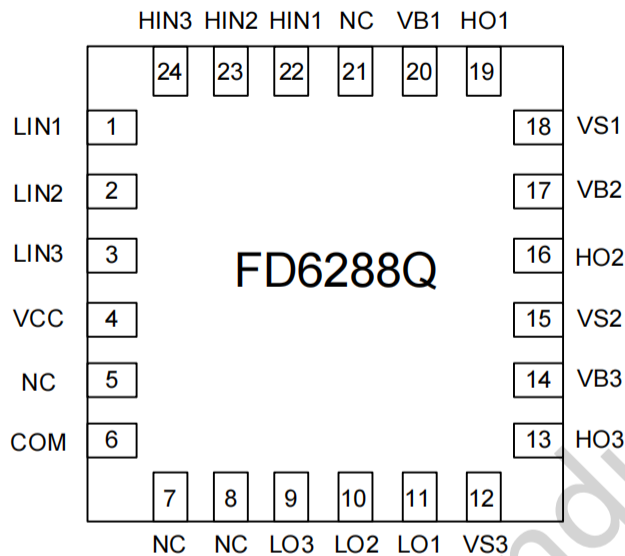 HIN3 HIN2 HIN1 NC VB1 HO1
24 23 22 21 20 19
LIN1 1 18 VS1
LIN2 2 17 VB2
LIN3 3 16 HO2
FD6288Q
VCC 4 15 VS2
NC 5 14 VB3
COM 6 13 HO3
7 8 9 10 11 12
NC NC LO3 LO2 LO1 VS3